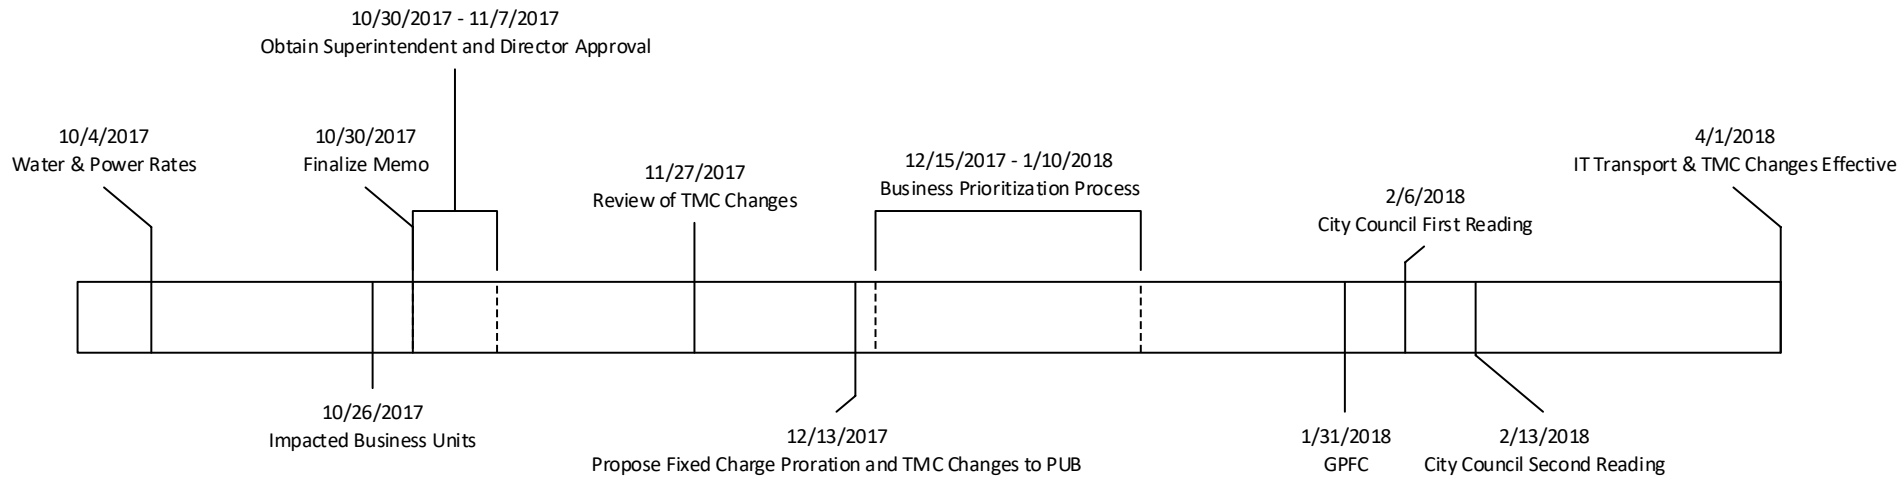 10/30/2017 - 11/7/2017
Obtain Superintendent and Director Approval
10/4/2017
Water & Power Rates
10/30/2017
Finalize Memo
11/27/2017
Review of TMC Changes
12/15/2017 - 1/10/2018
Business Prioritization Process
2/6/2018
City Council First Reading
4/1/2018
IT Transport & TMC Changes Effective
10/26/2017
Impacted Business Units
12/13/2017
Propose Fixed Charge Proration and TMC Changes to PUB
1/31/2018
GPFC
2/13/2018
City Council Second Reading